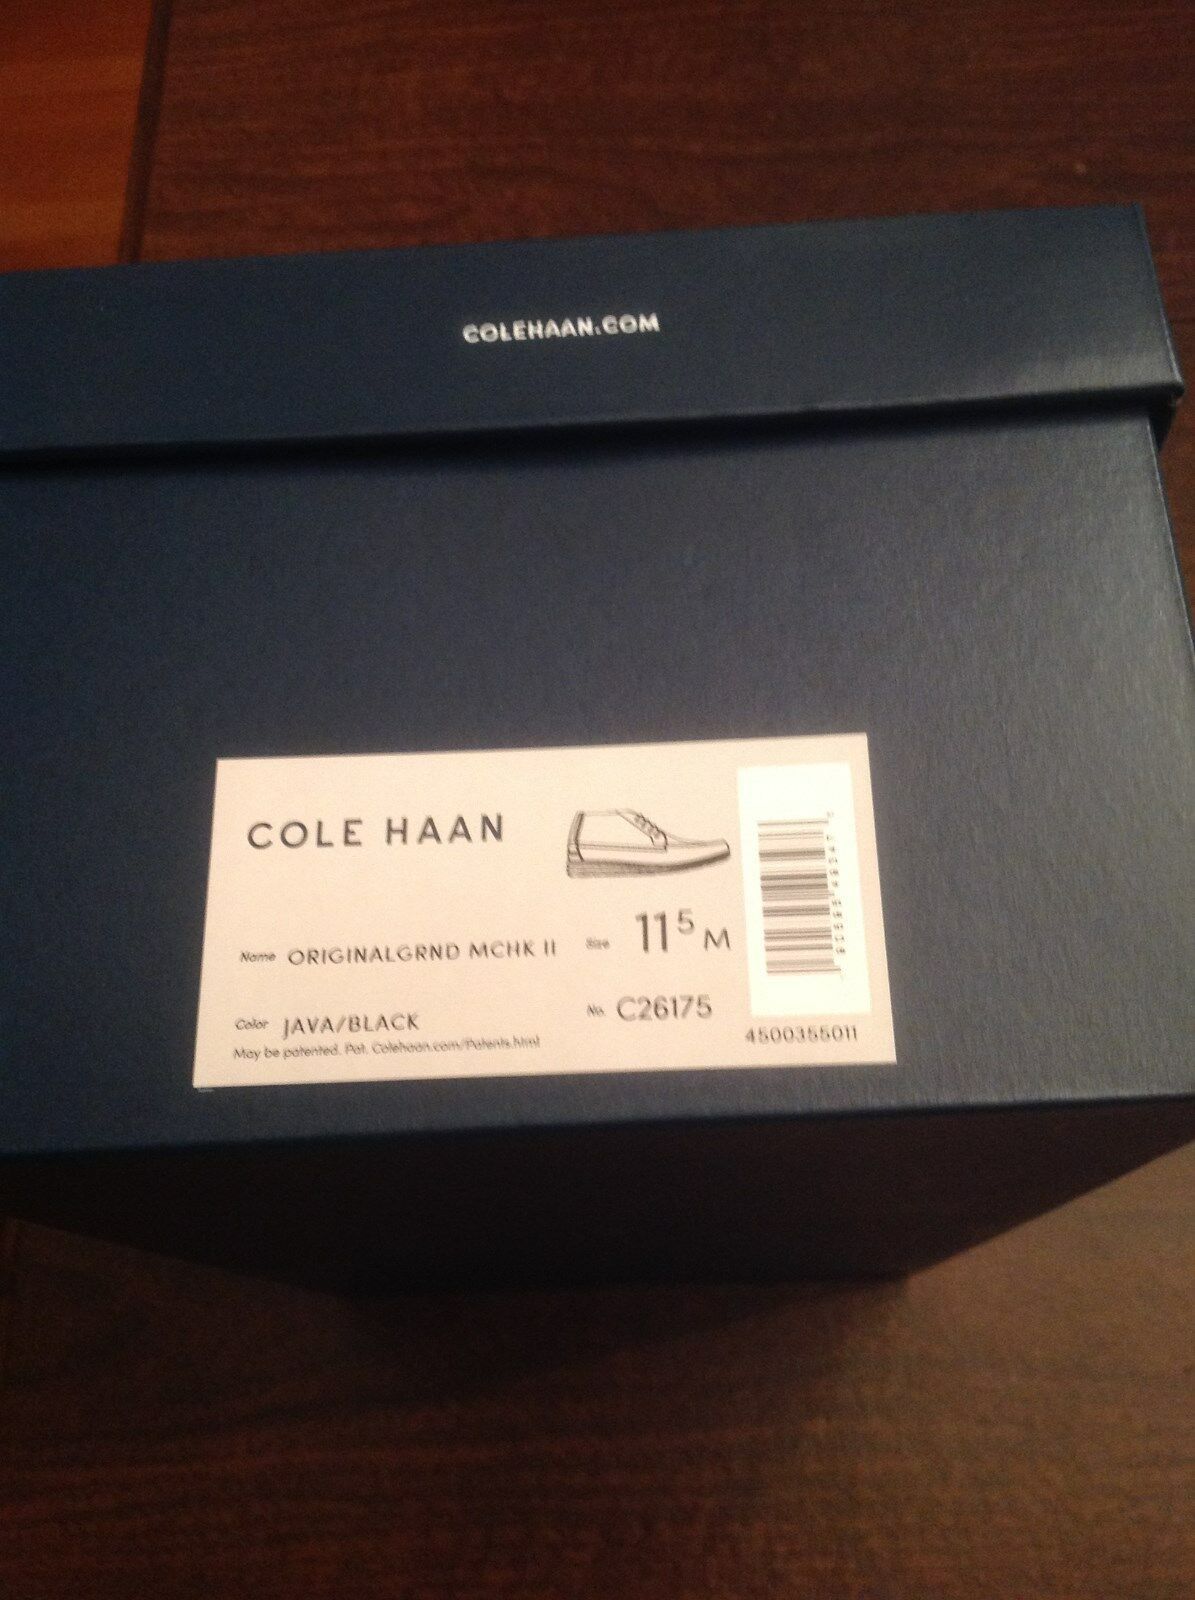 COLEHAAN.COM
COLE HAAN
Name ORIGINALGRND MCHK II
Size 11⁵ M
Color JAVA/BLACK
No. C26175
May be patented. Pat. Colehaan.com/Patents.html
4500355011